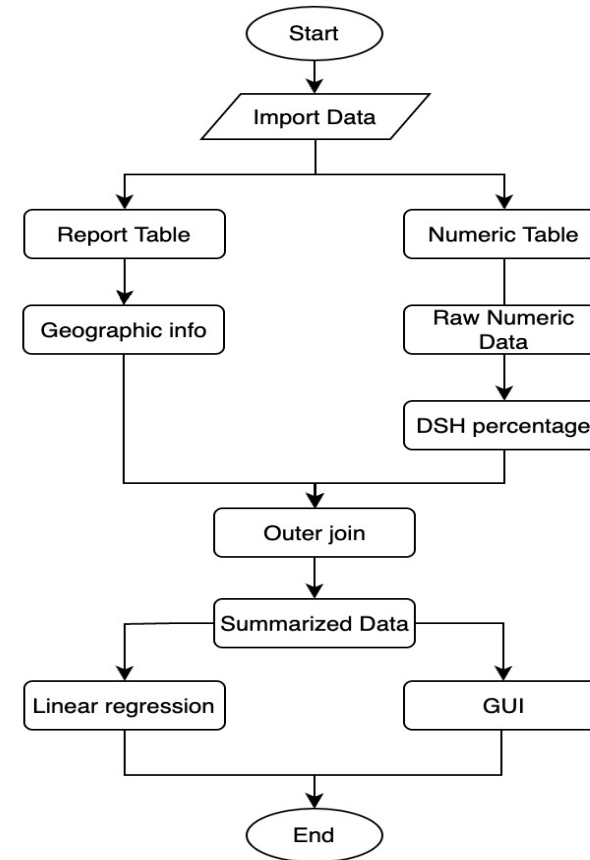 Start
Import Data
Report Table
Numeric Table
Geographic info
Raw Numeric
Data
DSH percentage
Outer join
Summarized Data
Linear regression
GUI
End